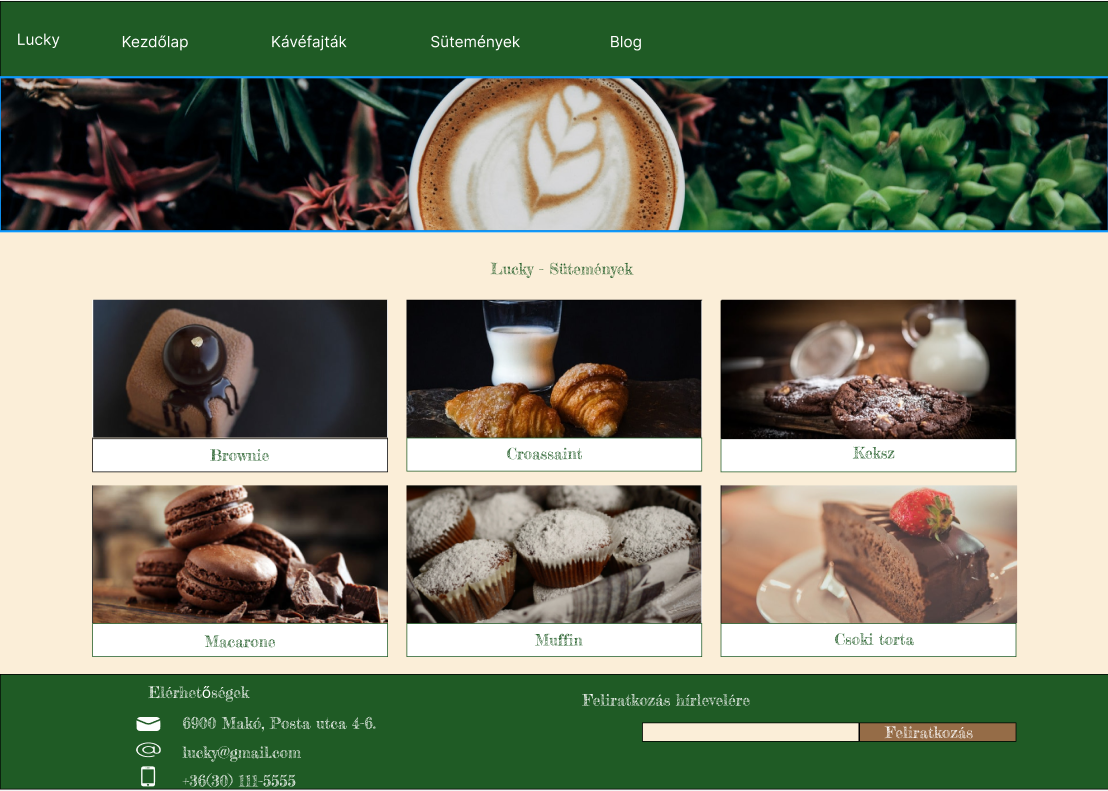 Lucky Kezdőlap Kávéfajták Sütemények Blog
Lucky - Sütemények
Brownie
Croassaint
Keksz
Macarone
Muffin
Csoki torta
Elérhetőségek
6900 Makó, Posta utca 4-6.
lucky@gmail.com
+36(30) 111-5555
Feliratkozás hírlevelére
Feliratkozás